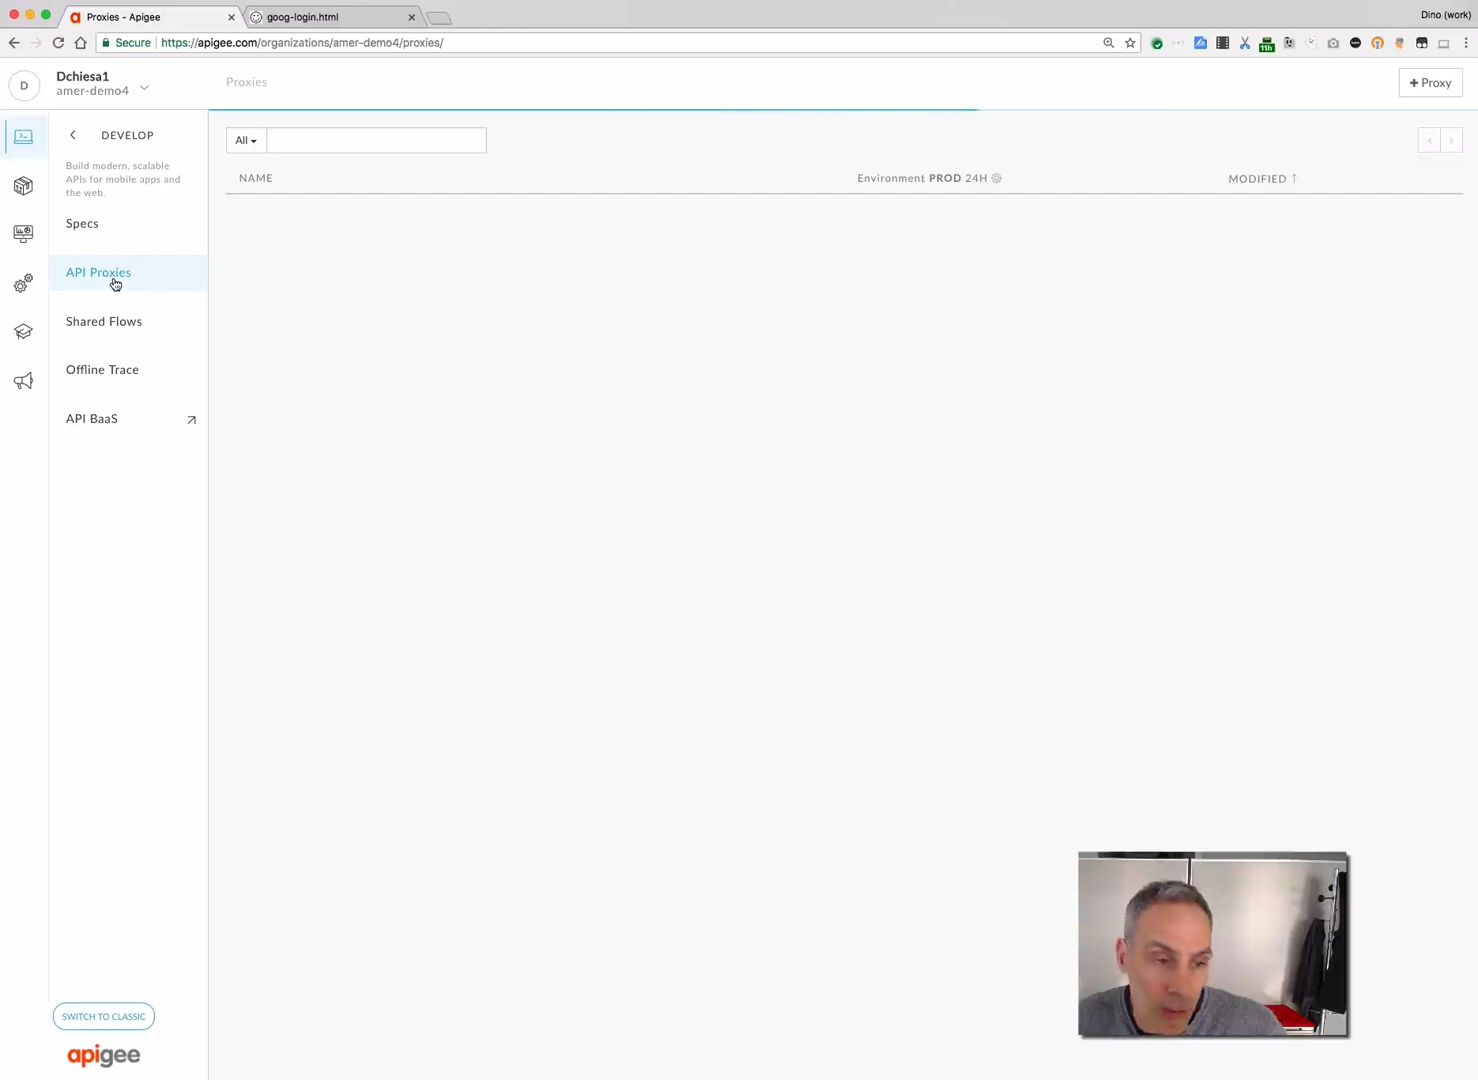 Proxies - Apigee
goog-login.html
Dino (work)
Secure
https://apigee.com/organizations/amer-demo4/proxies/
11h
D
Dchiesa1
amer-demo4
Proxies
+ Proxy
DEVELOP
Build modern, scalable
APIs for mobile apps and
the web.
Specs
API Proxies
Shared Flows
Offline Trace
API BaaS
All
NAME
Environment PROD 24H
MODIFIED ↑
SWITCH TO CLASSIC
apigee